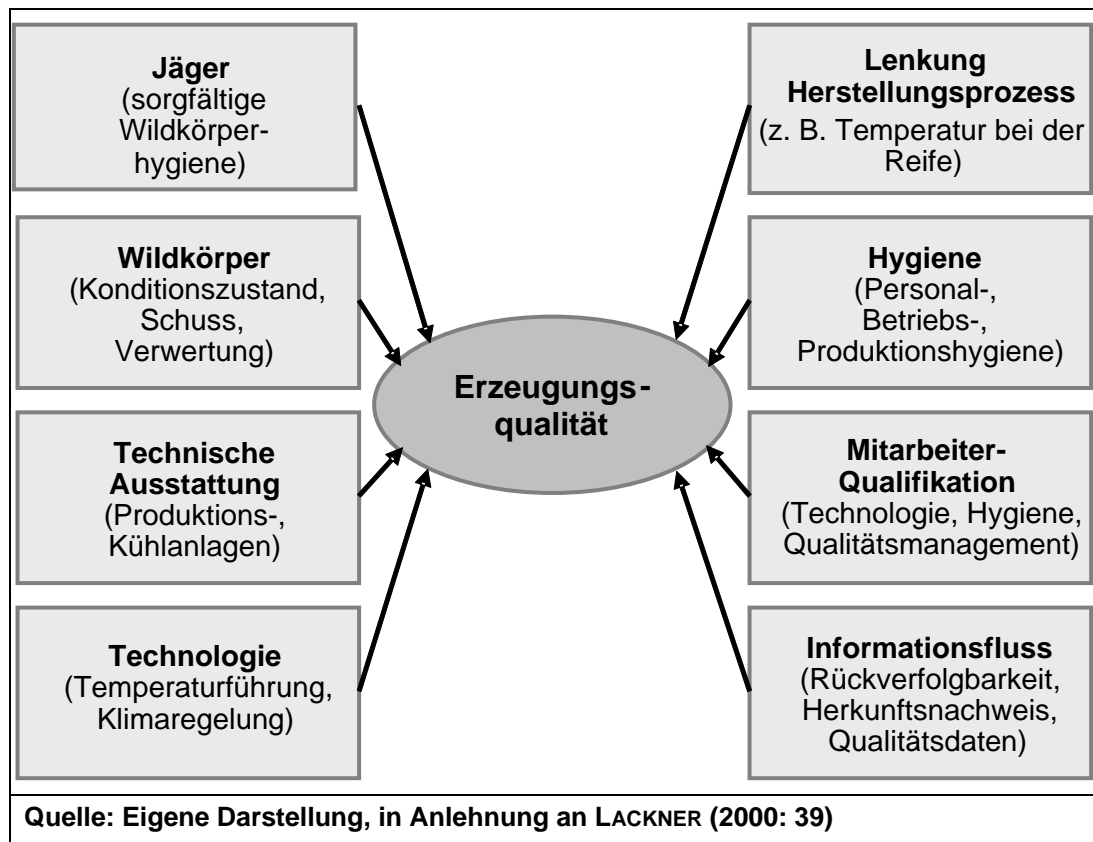 Jäger
(sorgfältige
Wildkörper-
hygiene)
Wildkörper
(Konditionszustand,
Schuss,
Verwertung)
Technische
Ausstattung
(Produktions-,
Kühlanlagen)
Technologie
(Temperaturführung,
Klimaregelung)
Erzeugungs-
qualität
Lenkung
Herstellungsprozess
(z. B. Temperatur bei der
Reife)
Hygiene
(Personal-,
Betriebs-,
Produktionshygiene)
Mitarbeiter-
Qualifikation
(Technologie, Hygiene,
Qualitätsmanagement)
Informationsfluss
(Rückverfolgbarkeit,
Herkunftsnachweis,
Qualitätsdaten)
Quelle: Eigene Darstellung, in Anlehnung an LACKNER (2000: 39)